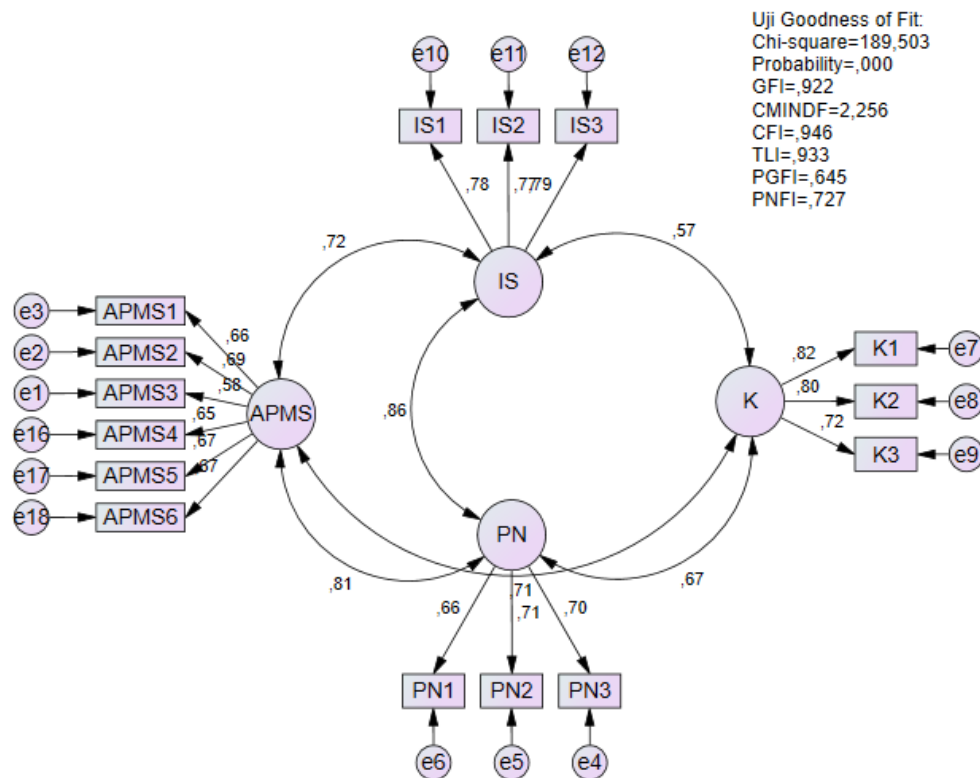 Uji Goodness of Fit:
Chi-square=189,503
Probability=,000
GFI=,922
CMINDF=2,256
CFI=,946
TLI=,933
PGFI=,645
PNFI=,727
e10 e11 e12
IS1 IS2 IS3
,78 ,77 ,79
,72 ,57
IS
e3 APMS1
,66
e2 APMS2
,69
e1 APMS3
,58
e16 APMS4
,65
e17 APMS5
,67
e18 APMS6
,67
APMS
,86
K
,82 K1 e7
,80 K2 e8
,72 K3 e9
PN
,81 ,71 ,67
,66 ,71 ,70
PN1 PN2 PN3
e6 e5 e4